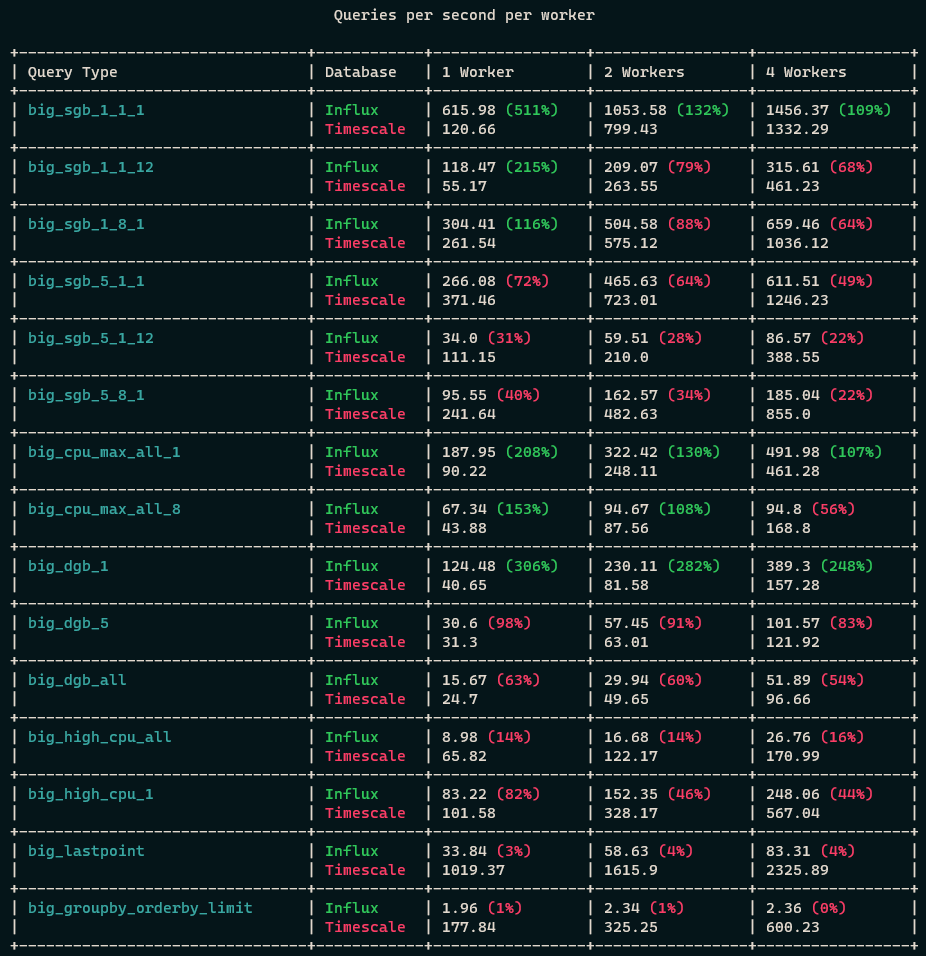 Queries per second per worker
Query Type | Database | 1 Worker | 2 Workers | 4 Workers
big_sgb_1_1_1 | Influx | 615.98 (511%) | 1053.58 (132%) | 1456.37 (109%)
Timescale | 120.66 | 799.43 | 1332.29
big_sgb_1_1_12 | Influx | 118.47 (215%) | 209.07 (79%) | 315.61 (68%)
Timescale | 55.17 | 263.55 | 461.23
big_sgb_1_8_1 | Influx | 304.41 (116%) | 504.58 (88%) | 659.46 (64%)
Timescale | 261.54 | 575.12 | 1036.12
big_sgb_5_1_1 | Influx | 266.08 (72%) | 465.63 (64%) | 611.51 (49%)
Timescale | 371.46 | 723.01 | 1246.23
big_sgb_5_1_12 | Influx | 34.0 (31%) | 59.51 (28%) | 86.57 (22%)
Timescale | 111.15 | 210.0 | 388.55
big_sgb_5_8_1 | Influx | 95.55 (40%) | 162.57 (34%) | 185.04 (22%)
Timescale | 241.64 | 482.63 | 855.0
big_cpu_max_all_1 | Influx | 187.95 (208%) | 322.42 (130%) | 491.98 (107%)
Timescale | 90.22 | 248.11 | 461.28
big_cpu_max_all_8 | Influx | 67.34 (153%) | 94.67 (108%) | 94.8 (56%)
Timescale | 43.88 | 87.56 | 168.8
big_dgb_1 | Influx | 124.48 (306%) | 230.11 (282%) | 389.3 (248%)
Timescale | 40.65 | 81.58 | 157.28
big_dgb_5 | Influx | 30.6 (98%) | 57.45 (91%) | 101.57 (83%)
Timescale | 31.3 | 63.01 | 121.92
big_dgb_all | Influx | 15.67 (63%) | 29.94 (60%) | 51.89 (54%)
Timescale | 24.7 | 49.65 | 96.66
big_high_cpu_all | Influx | 8.98 (14%) | 16.68 (14%) | 26.76 (16%)
Timescale | 65.82 | 122.17 | 170.99
big_high_cpu_1 | Influx | 83.22 (82%) | 152.35 (46%) | 248.06 (44%)
Timescale | 101.58 | 328.17 | 567.04
big_lastpoint | Influx | 33.84 (3%) | 58.63 (4%) | 83.31 (4%)
Timescale | 1019.37 | 1615.9 | 2325.89
big_groupby_orderby_limit | Influx | 1.96 (1%) | 2.34 (1%) | 2.36 (0%)
Timescale | 177.84 | 325.25 | 600.23